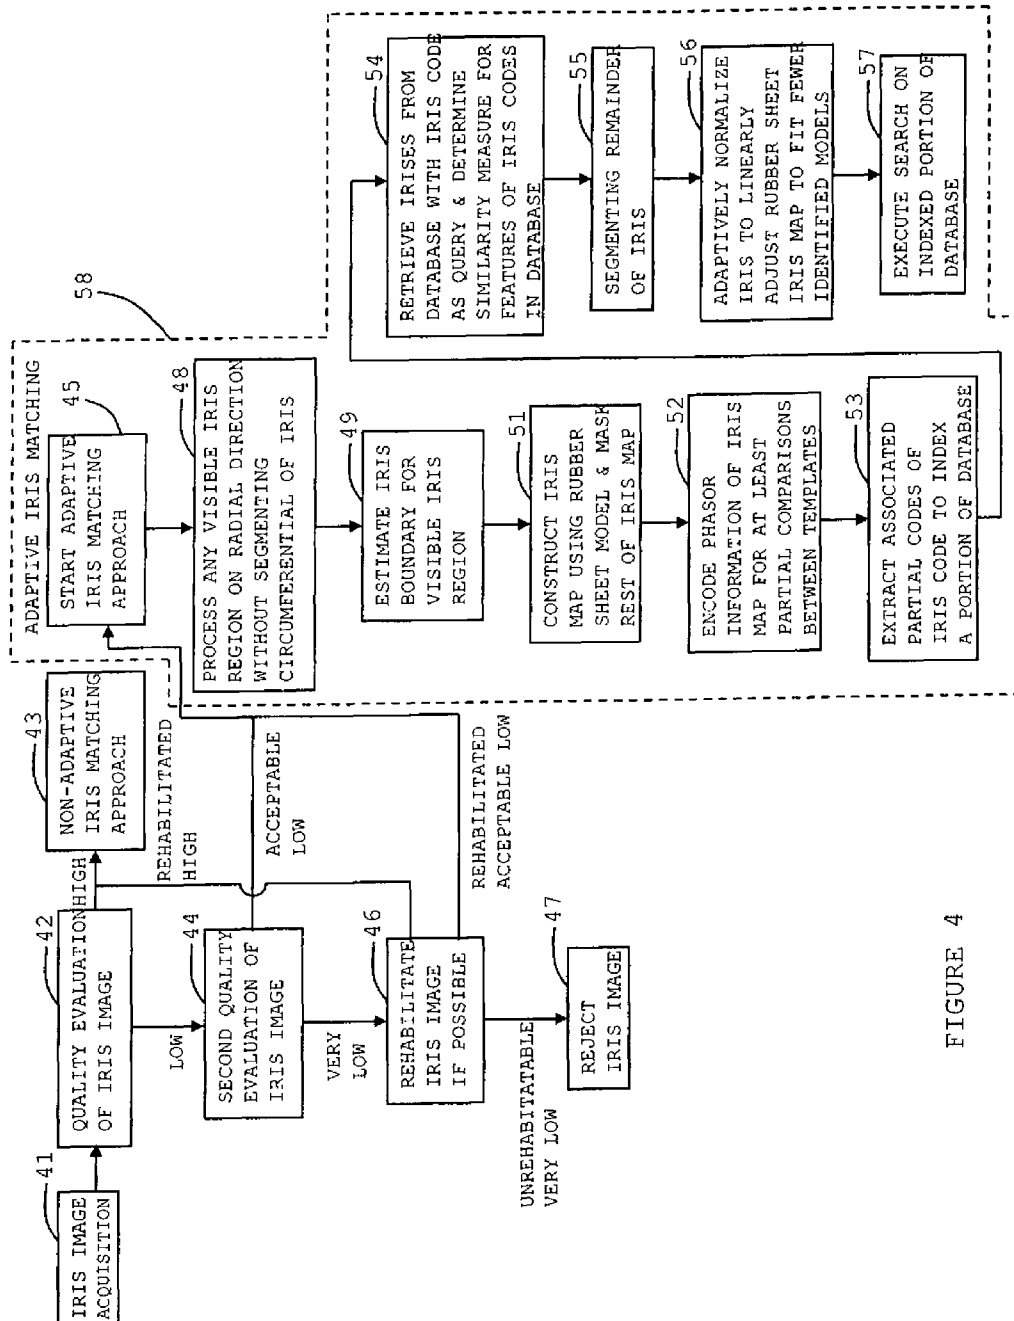 41
IRIS IMAGE
ACQUISITION
42
QUALITY EVALUATION
OF IRIS IMAGE
HIGH
43
NON-ADAPTIVE
IRIS MATCHING
APPROACH
REHABILITATED
HIGH
LOW
44
SECOND QUALITY
EVALUATION OF
IRIS IMAGE
ACCEPTABLE
LOW
VERY
LOW
46
REHABILITATE
IRIS IMAGE
IF POSSIBLE
REHABILITATED
ACCEPTABLE LOW
UNREHABITATABLE
VERY LOW
47
REJECT
IRIS IMAGE
ADAPTIVE IRIS MATCHING
58
45
START ADAPTIVE
IRIS MATCHING
APPROACH
48
PROCESS ANY VISIBLE IRIS
REGION ON RADIAL DIRECTION
WITHOUT SEGMENTING
CIRCUMFERENTIAL OF IRIS
49
ESTIMATE IRIS
BOUNDARY FOR
VISIBLE IRIS
REGION
51
CONSTRUCT IRIS
MAP USING RUBBER
SHEET MODEL & MASK
REST OF IRIS MAP
52
ENCODE PHASOR
INFORMATION OF IRIS
MAP FOR AT LEAST
PARTIAL COMPARISONS
BETWEEN TEMPLATES
53
EXTRACT ASSOCIATED
PARTIAL CODES OF
IRIS CODE TO INDEX
A PORTION OF DATABASE
54
RETRIEVE IRISES FROM
DATABASE WITH IRIS CODE
AS QUERY & DETERMINE
SIMILARITY MEASURE FOR
FEATURES OF IRIS CODES
IN DATABASE
55
SEGMENTING REMAINDER
OF IRIS
56
ADAPTIVELY NORMALIZE
IRIS TO LINEARLY
ADJUST RUBBER SHEET
IRIS MAP TO FIT FEWER
IDENTIFIED MODELS
57
EXECUTE SEARCH ON
INDEXED PORTION OF
DATABASE
FIGURE 4